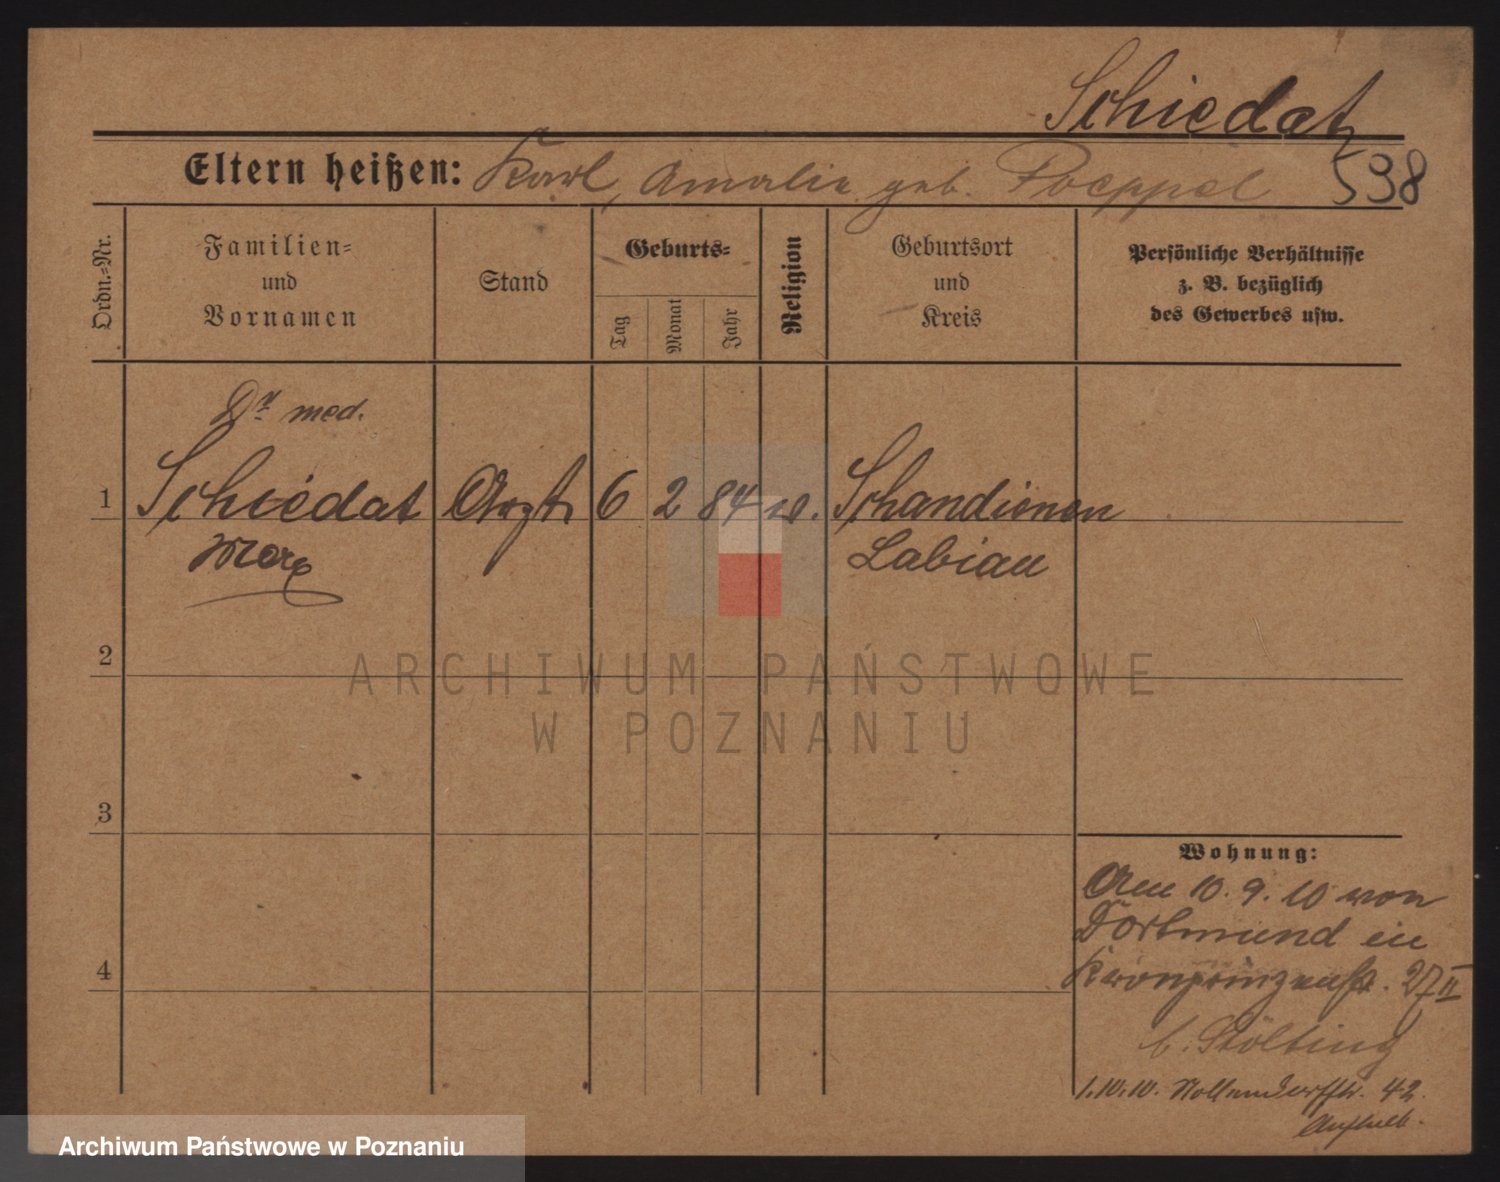 Schiedat
Eltern heißen: Karl, Amalie geb. Poeppel 538
Ordn.=Nr.
Familien=
und
Vornamen
Stand
Geburts=
Tag
Monat
Jahr
Religion
Geburtsort
und
Kreis
Persönliche Verhältnisse
z. B. bezüglich
des Gewerbes usw.
Dr med.
1 Schiedat Arzt 6 2 84 w. Schandienen
Max Labiau
2
3
4
ARCHIWUM PAŃSTWOWE
W POZNANIU
Wohnung:
Am 10. 9. 10 von
Dortmund in
Kronprinzenstr. 27 II
b. Stölting
1.10.10. Nollendorffstr. 42
Archiwum Państwowe w Poznaniu